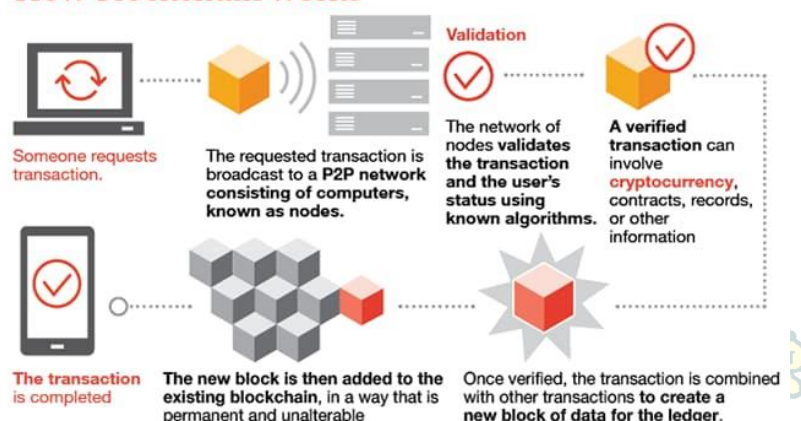 Validation
Someone requests
transaction.
The requested transaction is
broadcast to a P2P network
consisting of computers,
known as nodes.
The network of
nodes validates
the transaction
and the user's
status using
known algorithms.
A verified
transaction can
involve
cryptocurrency,
contracts, records,
or other
information
Once verified, the transaction is combined
with other transactions to create a
new block of data for the ledger.
The new block is then added to the
existing blockchain, in a way that is
permanent and unalterable
The transaction
is completed